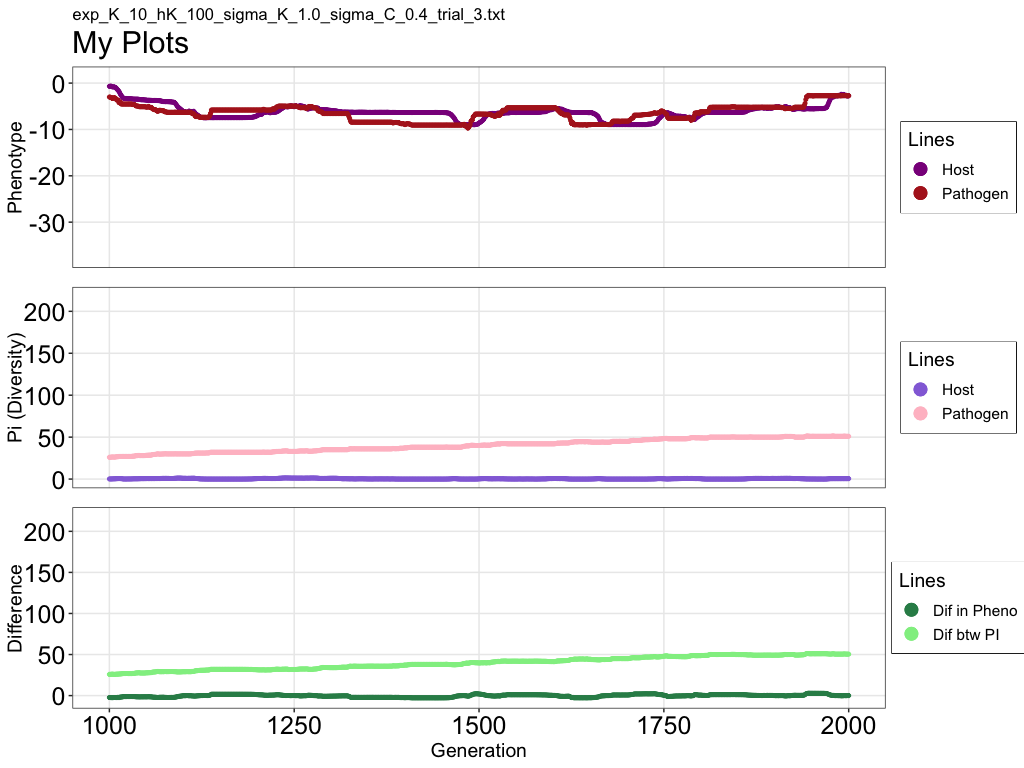 exp_K_10_hK_100_sigma_K_1.0_sigma_C_0.4_trial_3.txt
My Plots
Phenotype
0
-10
-20
-30
Lines
Host
Pathogen
Pi (Diversity)
200
150
100
50
0
Lines
Host
Pathogen
Difference
200
150
100
50
0
Lines
Dif in Pheno
Dif btw PI
1000 1250 1500 1750 2000
Generation